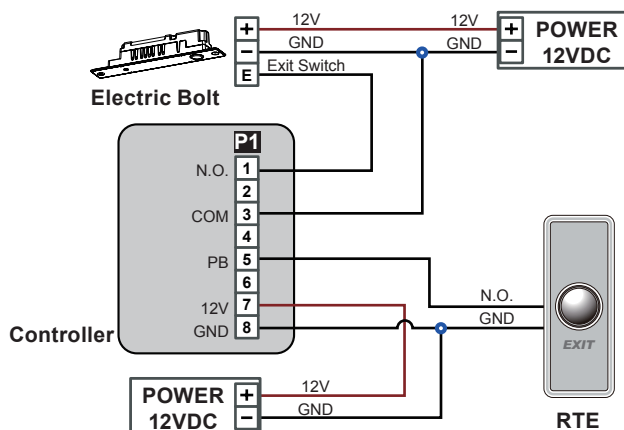 12V 12V
+ + POWER
GND GND
− − 12VDC
E Exit Switch
Electric Bolt
P1
N.O. 1
2
COM 3
4
PB 5
6
N.O.
12V 7
GND
Controller GND 8
EXIT
POWER + 12V
12VDC − GND
RTE